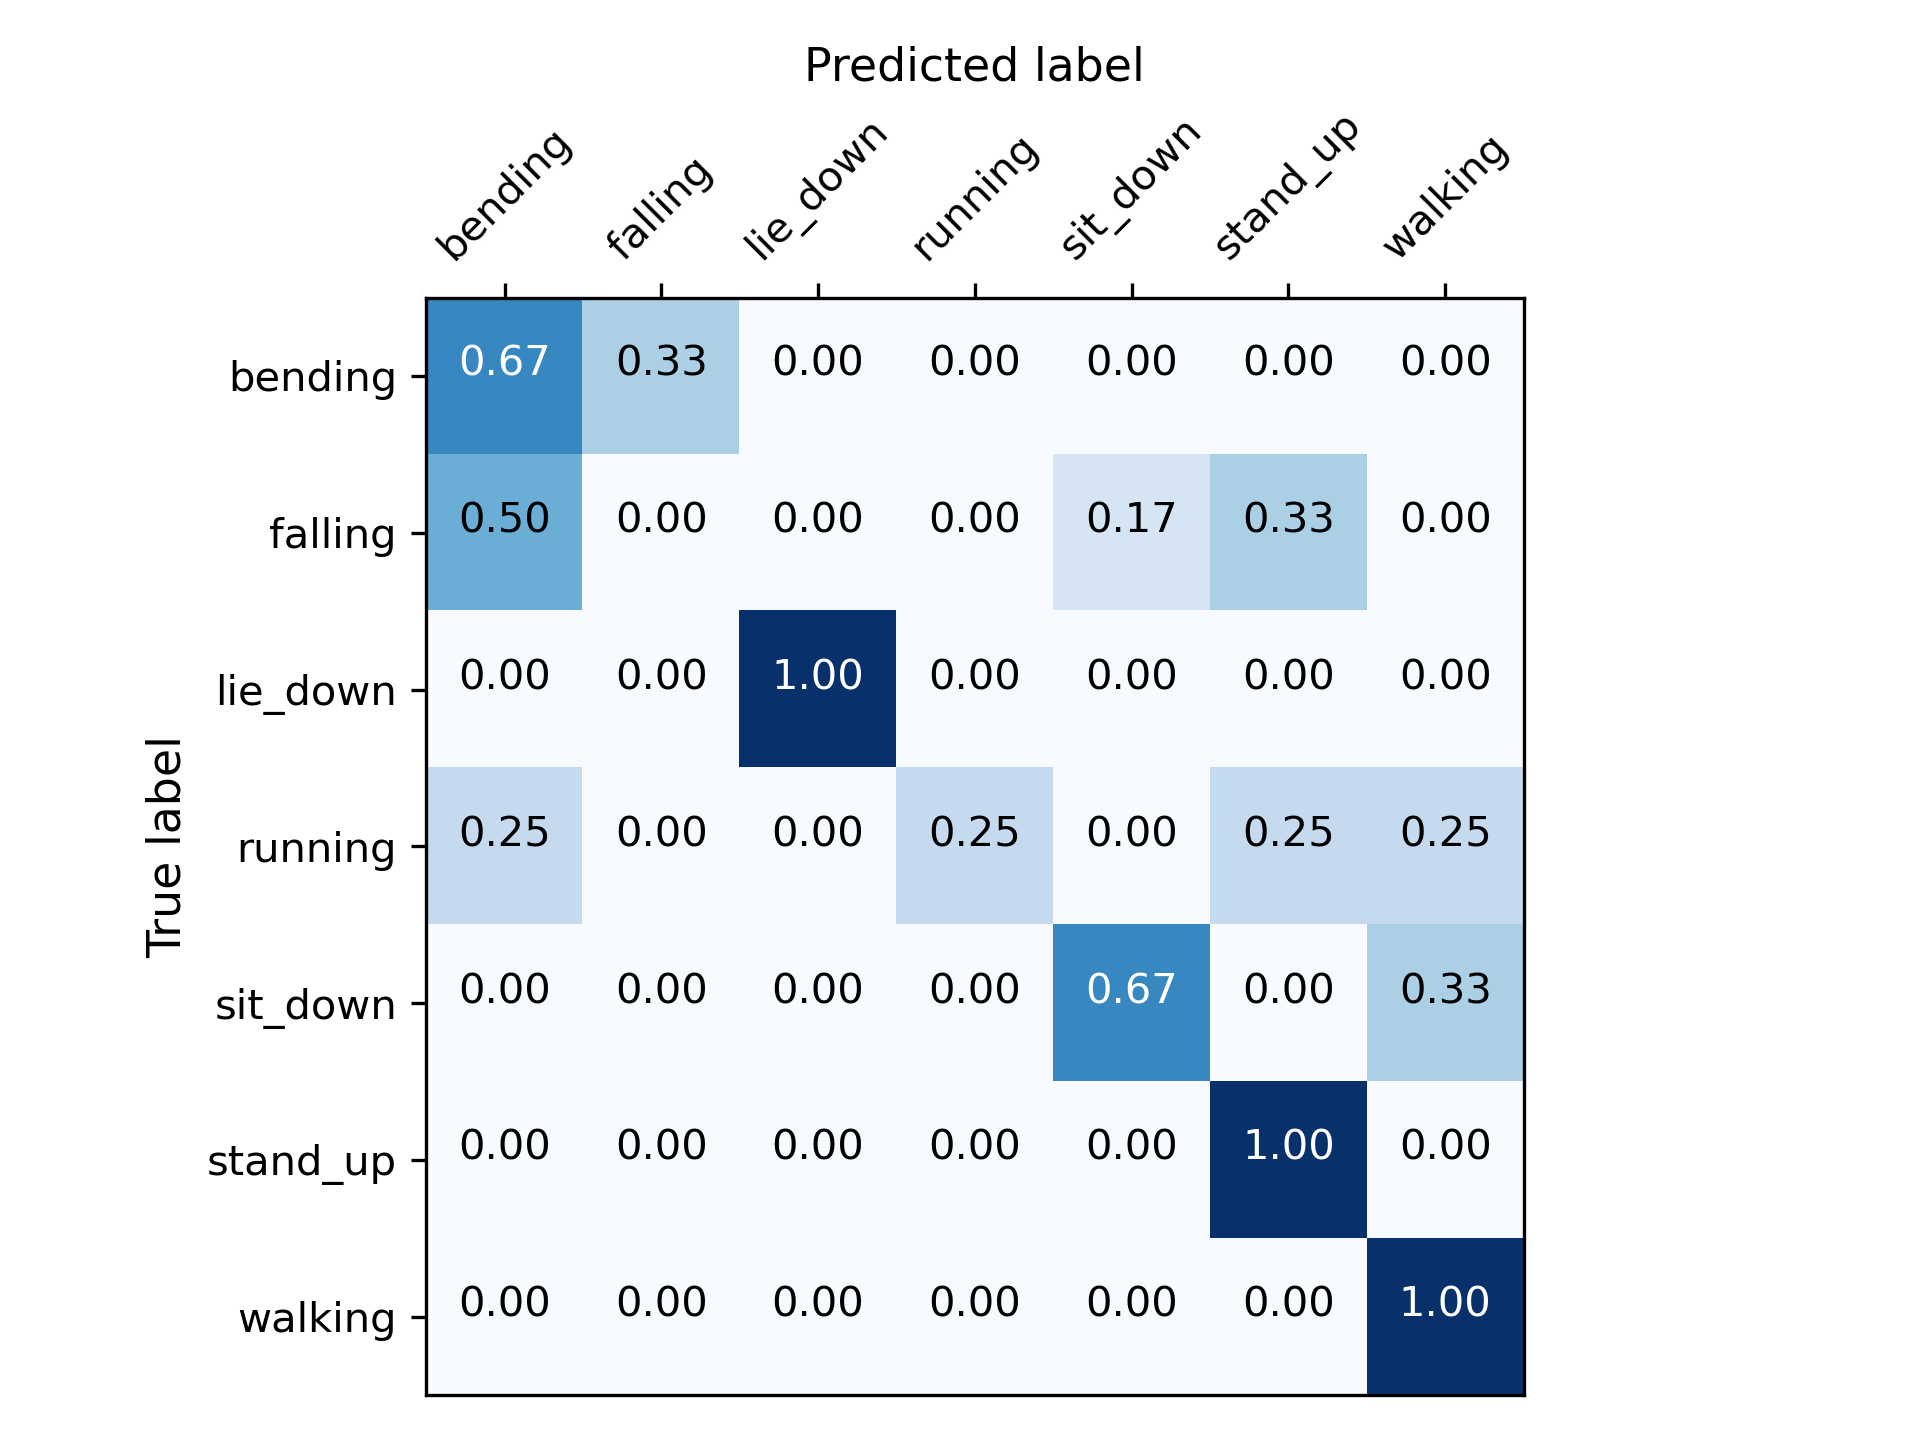 Predicted label
bending falling lie_down running sit_down stand_up walking
bending 0.67 0.33 0.00 0.00 0.00 0.00 0.00
falling 0.50 0.00 0.00 0.00 0.17 0.33 0.00
lie_down 0.00 0.00 1.00 0.00 0.00 0.00 0.00
running 0.25 0.00 0.00 0.25 0.00 0.25 0.25
sit_down 0.00 0.00 0.00 0.00 0.67 0.00 0.33
stand_up 0.00 0.00 0.00 0.00 0.00 1.00 0.00
walking 0.00 0.00 0.00 0.00 0.00 0.00 1.00
True label